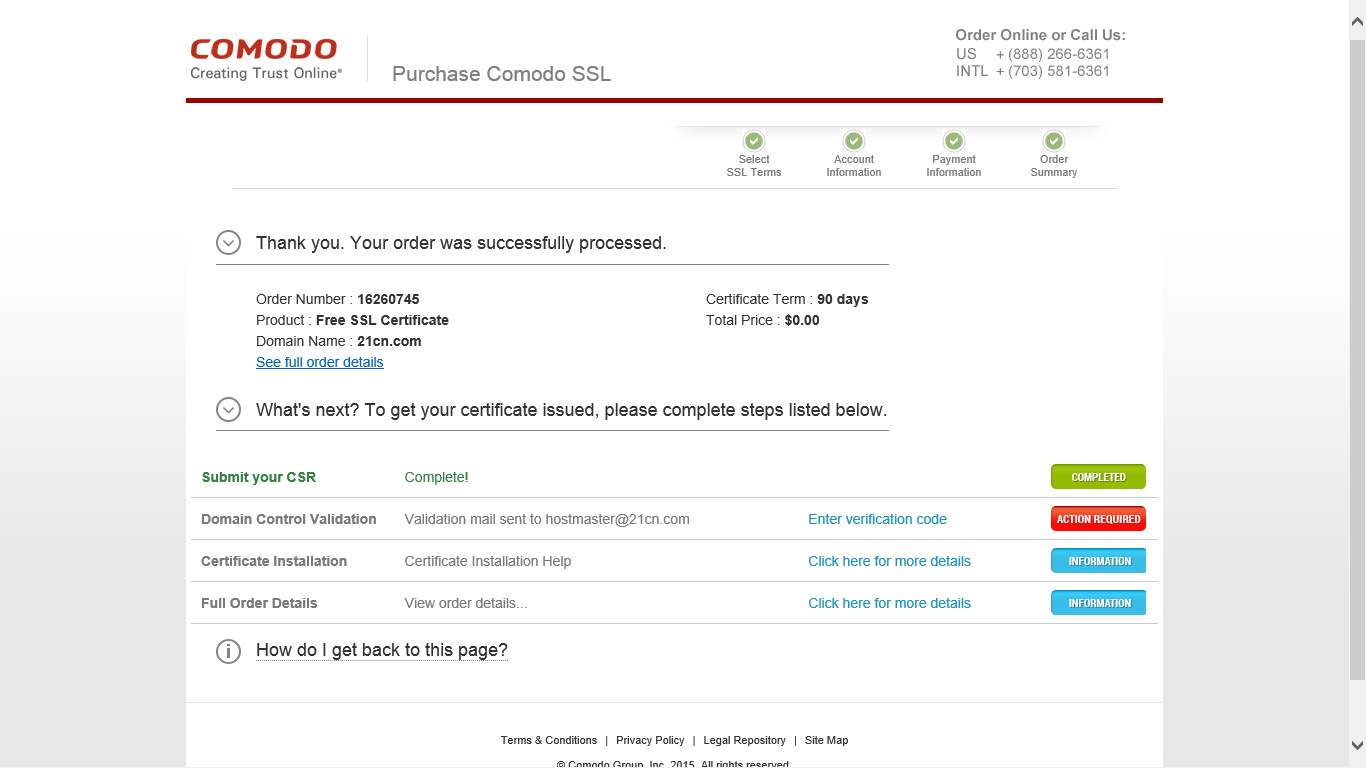 COMODO
Creating Trust Online®
Purchase Comodo SSL
Order Online or Call Us:
US + (888) 266-6361
INTL + (703) 581-6361
Select SSL Terms
Account Information
Payment Information
Order Summary
Thank you. Your order was successfully processed.
Order Number : 16260745
Certificate Term : 90 days
Product : Free SSL Certificate
Total Price : $0.00
Domain Name : 21cn.com
See full order details
What's next? To get your certificate issued, please complete steps listed below.
Submit your CSR Complete! COMPLETED
Domain Control Validation Validation mail sent to hostmaster@21cn.com Enter verification code ACTION REQUIRED
Certificate Installation Certificate Installation Help Click here for more details INFORMATION
Full Order Details View order details... Click here for more details INFORMATION
How do I get back to this page?
Terms & Conditions | Privacy Policy | Legal Repository | Site Map
© Comodo Group, Inc. 2015. All rights reserved.